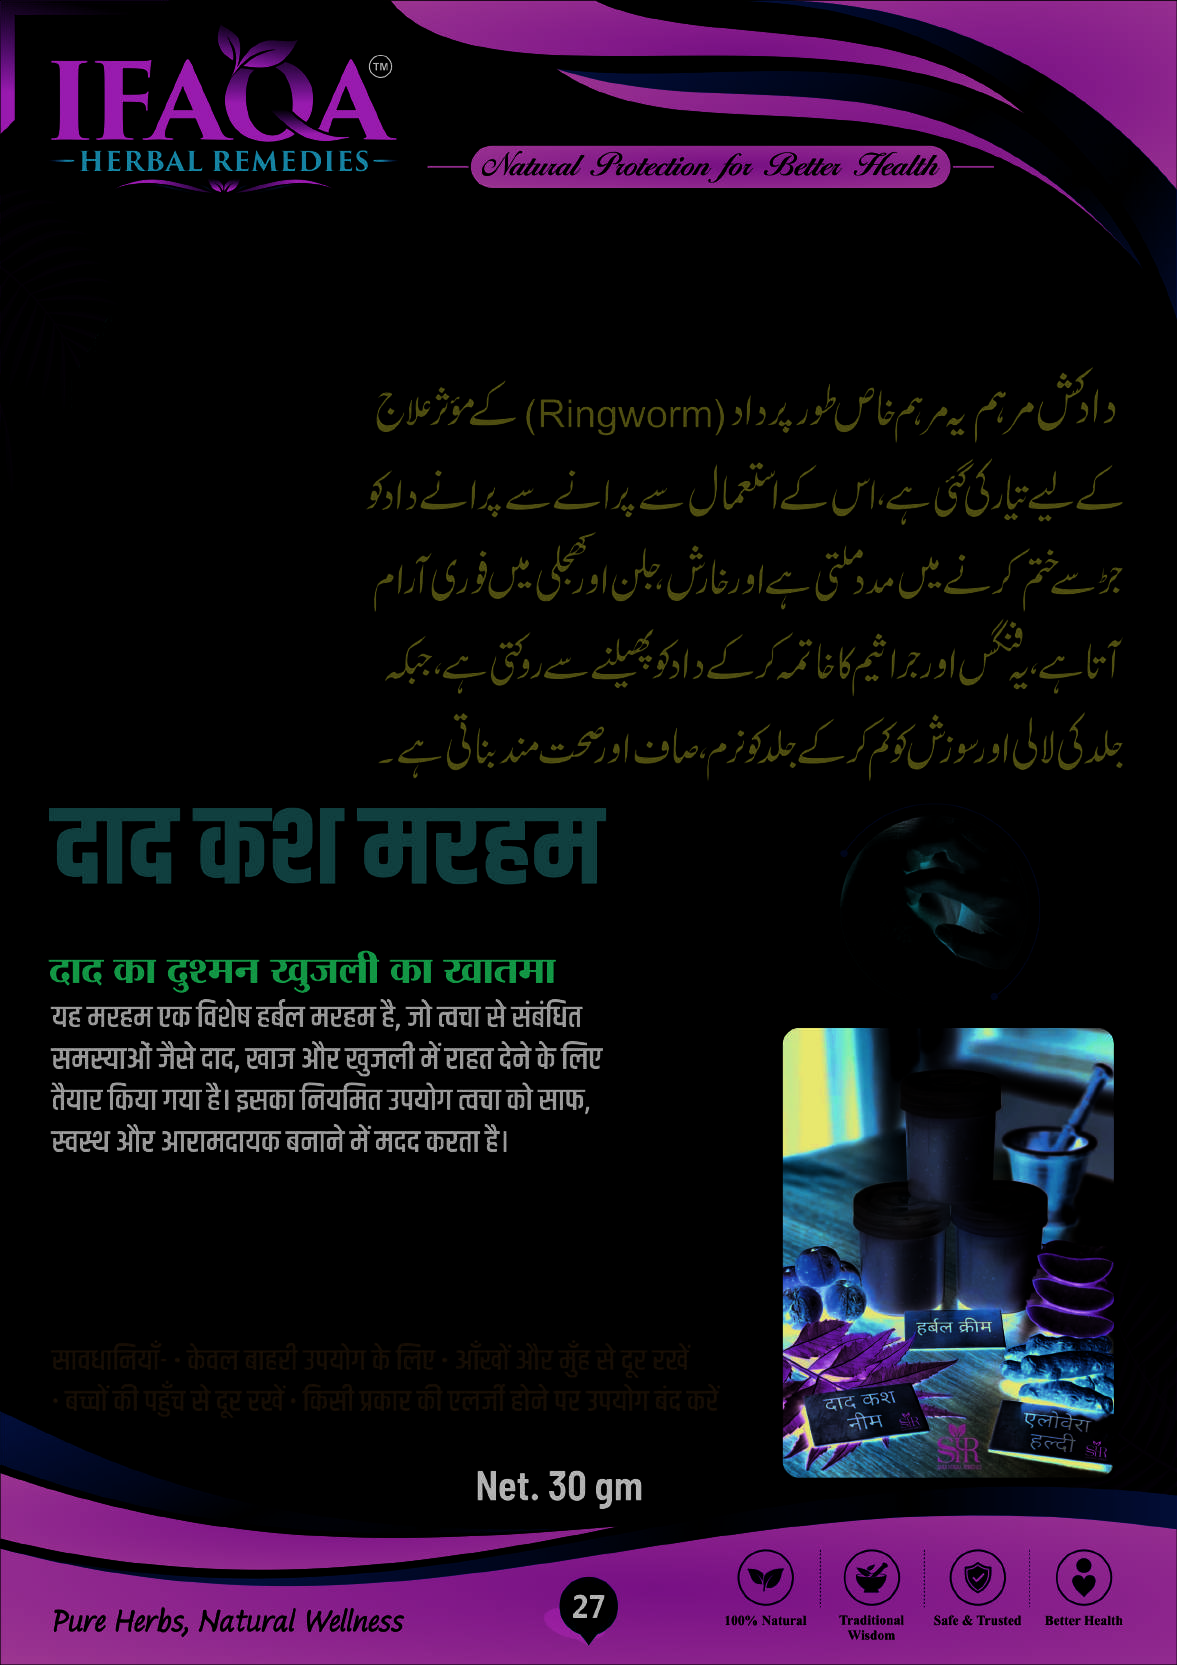 IFAQA TM
HERBAL REMEDIES
Natural Protection for Better Health
دادکش مرہم یہ مرہم خاص طور پر داد (Ringworm) کے مؤثر علاج
کے لیے تیار کی گئی ہے، اس کے استعمال سے پرانے سے پرانے داد کو
جڑ سے ختم کرنے میں مدد ملتی ہے اور خارش، جلن اور کھجلی میں فوری آرام
آتا ہے، یہ فنگس اور جراثیم کا خاتمہ کر کے داد کو پھیلنے سے روکتی ہے، جبکہ
جلد کی لالی اور سوزش کو کم کر کے جلد کو نرم، صاف اور صحت مند بناتی ہے۔
दाद कश मरहम
दाद का दुश्मन खुजली का खातमा
यह मरहम एक विशेष हर्बल मरहम है, जो त्वचा से संबंधित
समस्याओं जैसे दाद, खाज और खुजली में राहत देने के लिए
तैयार किया गया है। इसका नियमित उपयोग त्वचा को साफ,
स्वस्थ और आरामदायक बनाने में मदद करता है।
हर्बल क्रीम
दाद कश
नीम
एलोवेरा
हल्दी
सावधानियाँ- • केवल बाहरी उपयोग के लिए • आँखों और मुँह से दूर रखें
• बच्चों की पहुँच से दूर रखें • किसी प्रकार की एलर्जी होने पर उपयोग बंद करें
Net. 30 gm
Pure Herbs, Natural Wellness
27
100% Natural
Traditional Wisdom
Safe & Trusted
Better Health